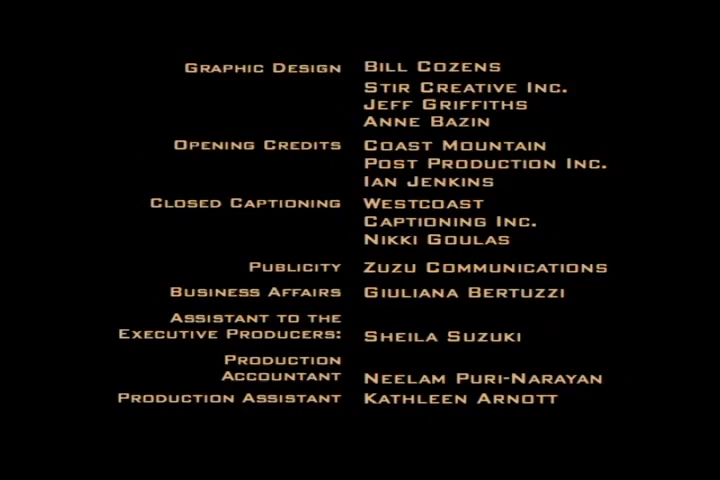 Graphic Design Bill Cozens
Stir Creative Inc.
Jeff Griffiths
Anne Bazin
Opening Credits Coast Mountain
Post Production Inc.
Ian Jenkins
Closed Captioning Westcoast
Captioning Inc.
Nikki Goulas
Publicity Zuzu Communications
Business Affairs Giuliana Bertuzzi
Assistant to the
Executive Producers: Sheila Suzuki
Production
Accountant Neelam Puri-Narayan
Production Assistant Kathleen Arnott